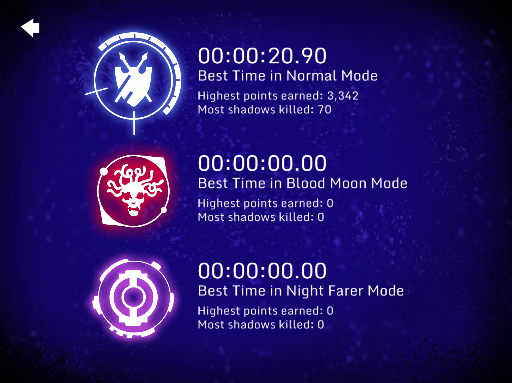 00:00:20.90
Best Time in Normal Mode
Highest points earned: 3,342
Most shadows killed: 70
00:00:00.00
Best Time in Blood Moon Mode
Highest points earned: 0
Most shadows killed: 0
00:00:00.00
Best Time in Night Farer Mode
Highest points earned: 0
Most shadows killed: 0